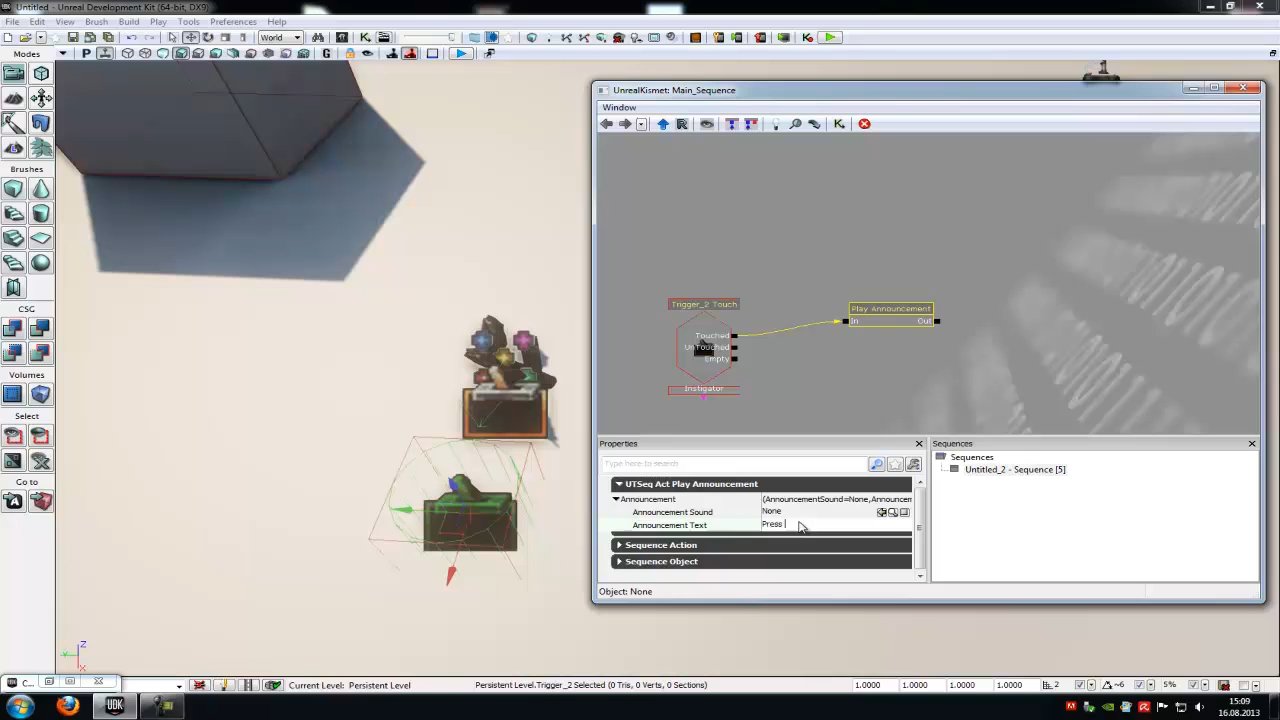 Untitled - Unreal Development Kit (64-bit, DX9)
File Edit View Brush Build Play Tools Preferences Help
World
Modes
P
G
UnrealKismet: Main_Sequence
Window
Brushes
CSG
Volumes
Select
Go to
Trigger_2 Touch
Touched
UnTouched
Empty
Instigator
Play Announcement
In Out
Properties
Type here to search
UTSeq Act Play Announcement
Announcement (AnnouncementSound=None,Announcem
Announcement Sound None
Announcement Text Press
Sequence Action
Sequence Object
Sequences
Sequences
Untitled_2 - Sequence [5]
Object: None
Z
Y
X
C...
Current Level: Persistent Level
Persistent Level.Trigger_2 Selected (0 Tris, 0 Verts, 0 Sections)
1.0000 1.0000 1.0000 1.0000 2 6 5%
UDK
15:09
16.08.2013